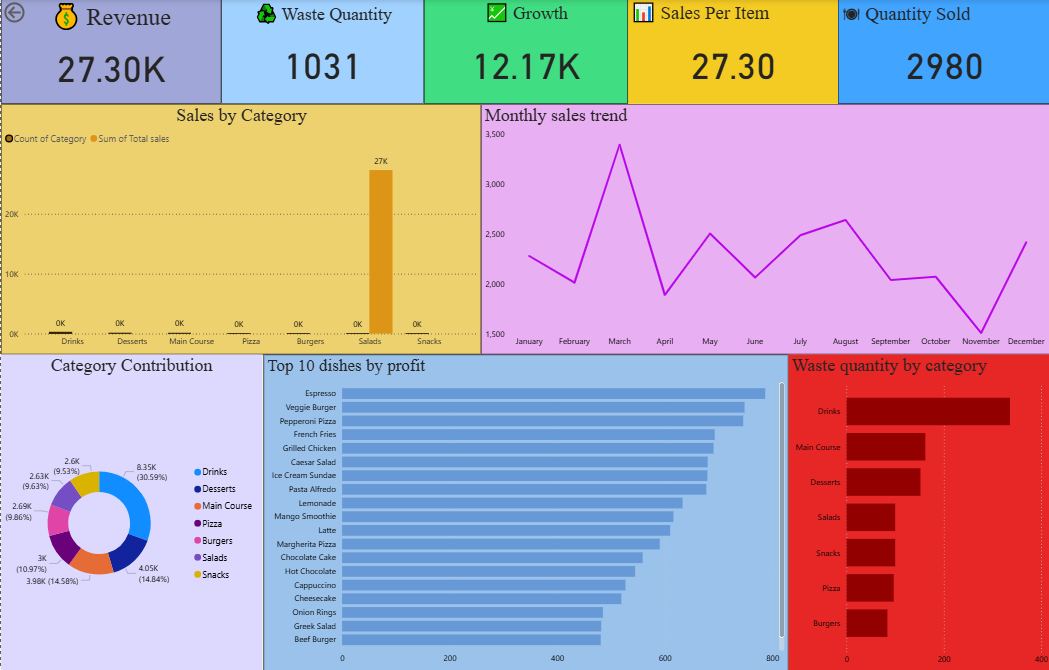 Revenue
27.30K
Waste Quantity
1031
Growth
12.17K
Sales Per Item
27.30
Quantity Sold
2980
Sales by Category
Count of Category Sum of Total sales
27K
20K
10K
0K
0K 0K 0K 0K 0K 0K 0K
Drinks Desserts Main Course Pizza Burgers Salads Snacks
Monthly sales trend
3,500
3,000
2,500
2,000
1,500
January February March April May June July August September October November December
Category Contribution
8.35K
(30.59%)
4.05K
(14.84%)
3.98K (14.58%)
3K
(10.97%)
2.69K
(9.86%)
2.63K
(9.63%)
2.6K
(9.53%)
Drinks
Desserts
Main Course
Pizza
Burgers
Salads
Snacks
Top 10 dishes by profit
Espresso
Veggie Burger
Pepperoni Pizza
French Fries
Grilled Chicken
Caesar Salad
Ice Cream Sundae
Pasta Alfredo
Lemonade
Mango Smoothie
Latte
Margherita Pizza
Chocolate Cake
Hot Chocolate
Cappuccino
Cheesecake
Onion Rings
Greek Salad
Beef Burger
0 200 400 600 800
Waste quantity by category
Drinks
Main Course
Desserts
Salads
Snacks
Pizza
Burgers
0 200 400